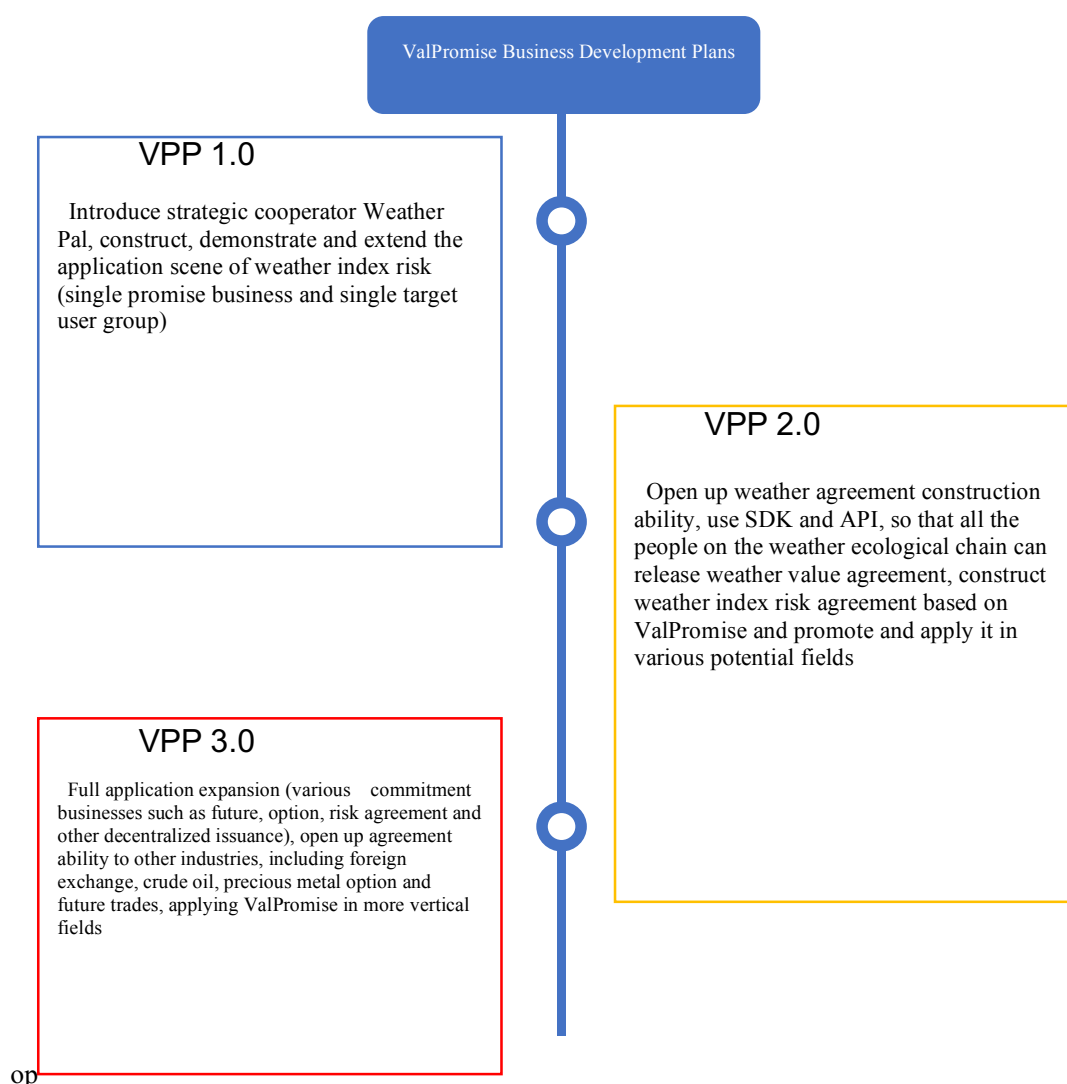 ValPromise Business Development Plans
VPP 1.0
Introduce strategic cooperator Weather
Pal, construct, demonstrate and extend the
application scene of weather index risk
(single promise business and single target
user group)
VPP 2.0
Open up weather agreement construction
ability, use SDK and API, so that all the
people on the weather ecological chain can
release weather value agreement, construct
weather index risk agreement based on
ValPromise and promote and apply it in
various potential fields
VPP 3.0
Full application expansion (various commitment
businesses such as future, option, risk agreement and
other decentralized issuance), open up agreement
ability to other industries, including foreign
exchange, crude oil, precious metal option and
future trades, applying ValPromise in more vertical
fields
op